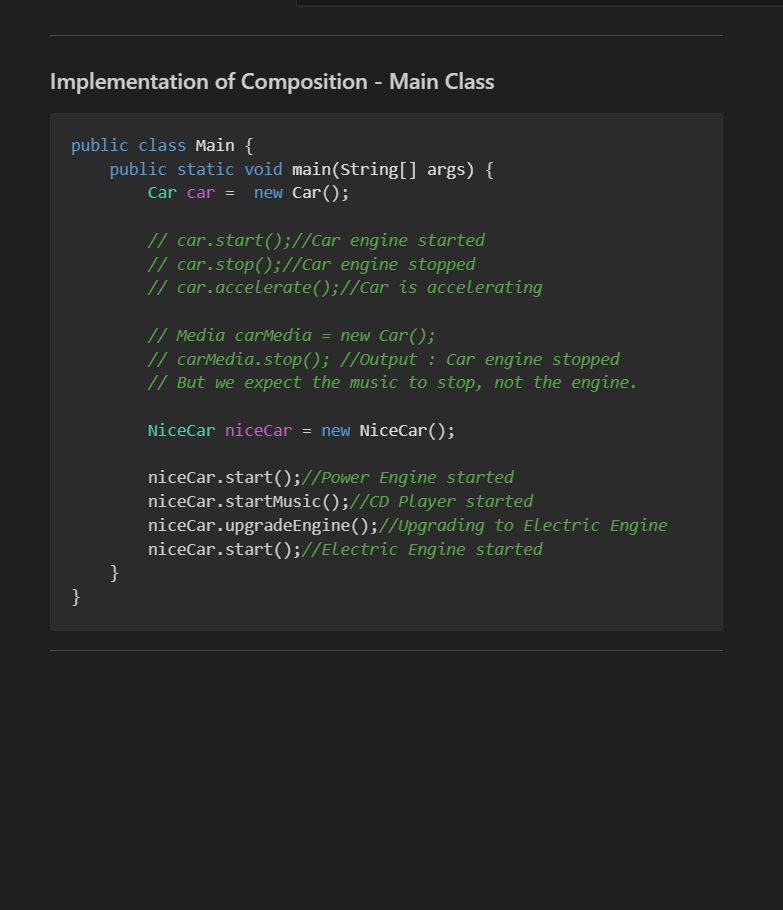 Implementation of Composition - Main Class
public class Main {
    public static void main(String[] args) {
        Car car =  new Car();
        // car.start();//Car engine started
        // car.stop();//Car engine stopped
        // car.accelerate();//Car is accelerating
        // Media carMedia = new Car();
        // carMedia.stop(); //Output : Car engine stopped
        // But we expect the music to stop, not the engine.
        NiceCar niceCar = new NiceCar();
        niceCar.start();//Power Engine started
        niceCar.startMusic();//CD Player started
        niceCar.upgradeEngine();//Upgrading to Electric Engine
        niceCar.start();//Electric Engine started
    }
}